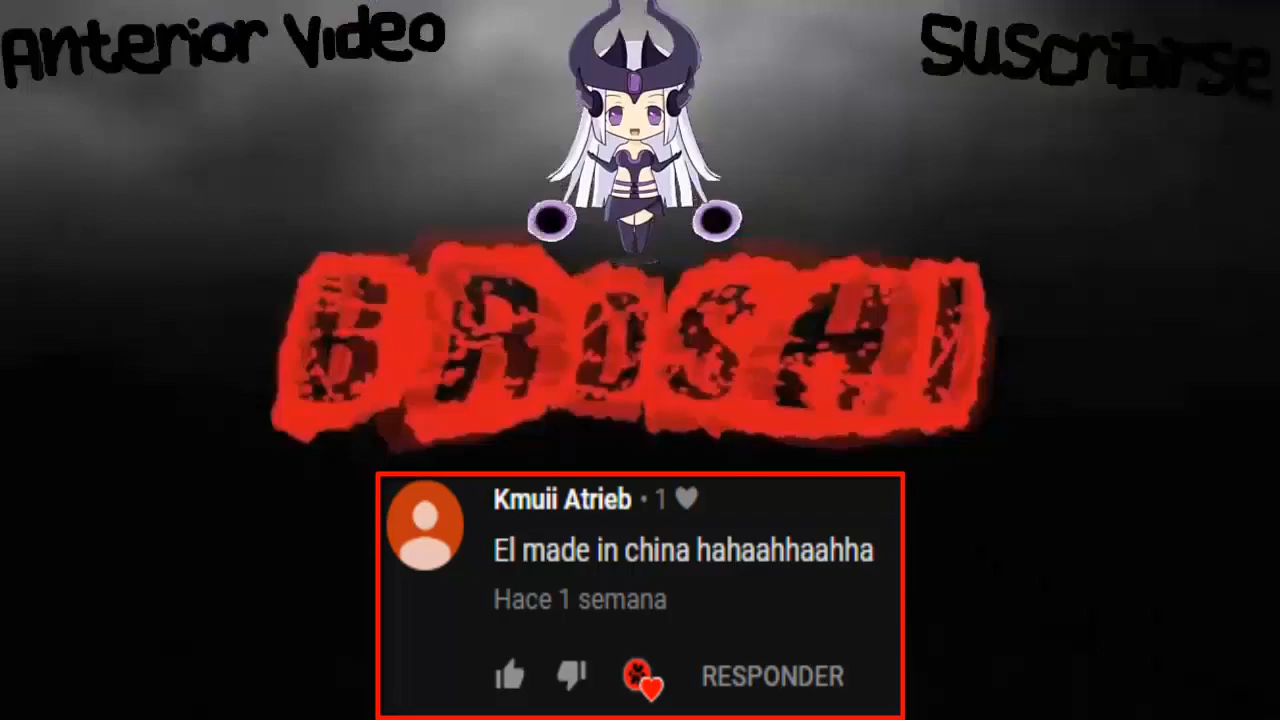 Anterior Video
Suscribirse
Kmuii Atrieb · 1
El made in china hahaahhaahha
Hace 1 semana
RESPONDER